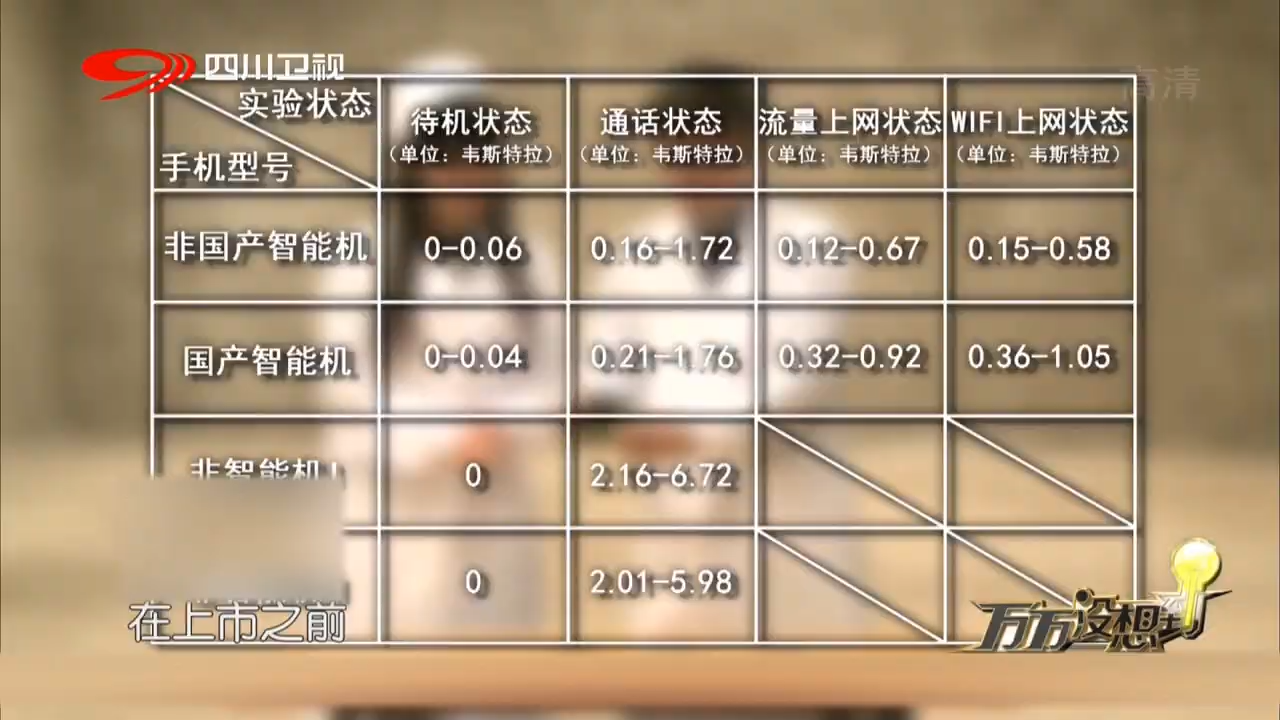 四川卫视
高清
实验状态
手机型号
待机状态
(单位：韦斯特拉)
通话状态
(单位：韦斯特拉)
流量上网状态
(单位：韦斯特拉)
WIFI上网状态
(单位：韦斯特拉)
非国产智能机
0-0.06
0.16-1.72
0.12-0.67
0.15-0.58
国产智能机
0-0.04
0.21-1.76
0.32-0.92
0.36-1.05
非智能机
0
2.16-6.72
0
2.01-5.98
在上市之前
万万没想到